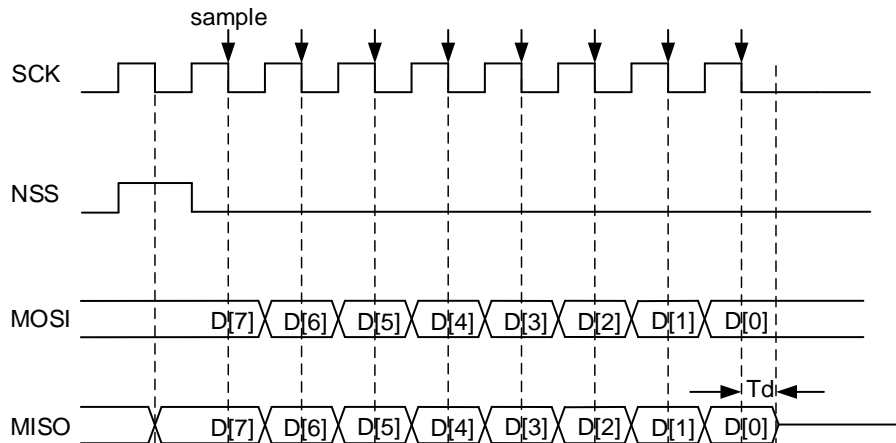 sample
SCK
NSS
MOSI D[7] D[6] D[5] D[4] D[3] D[2] D[1] D[0]
Td
MISO D[7] D[6] D[5] D[4] D[3] D[2] D[1] D[0]